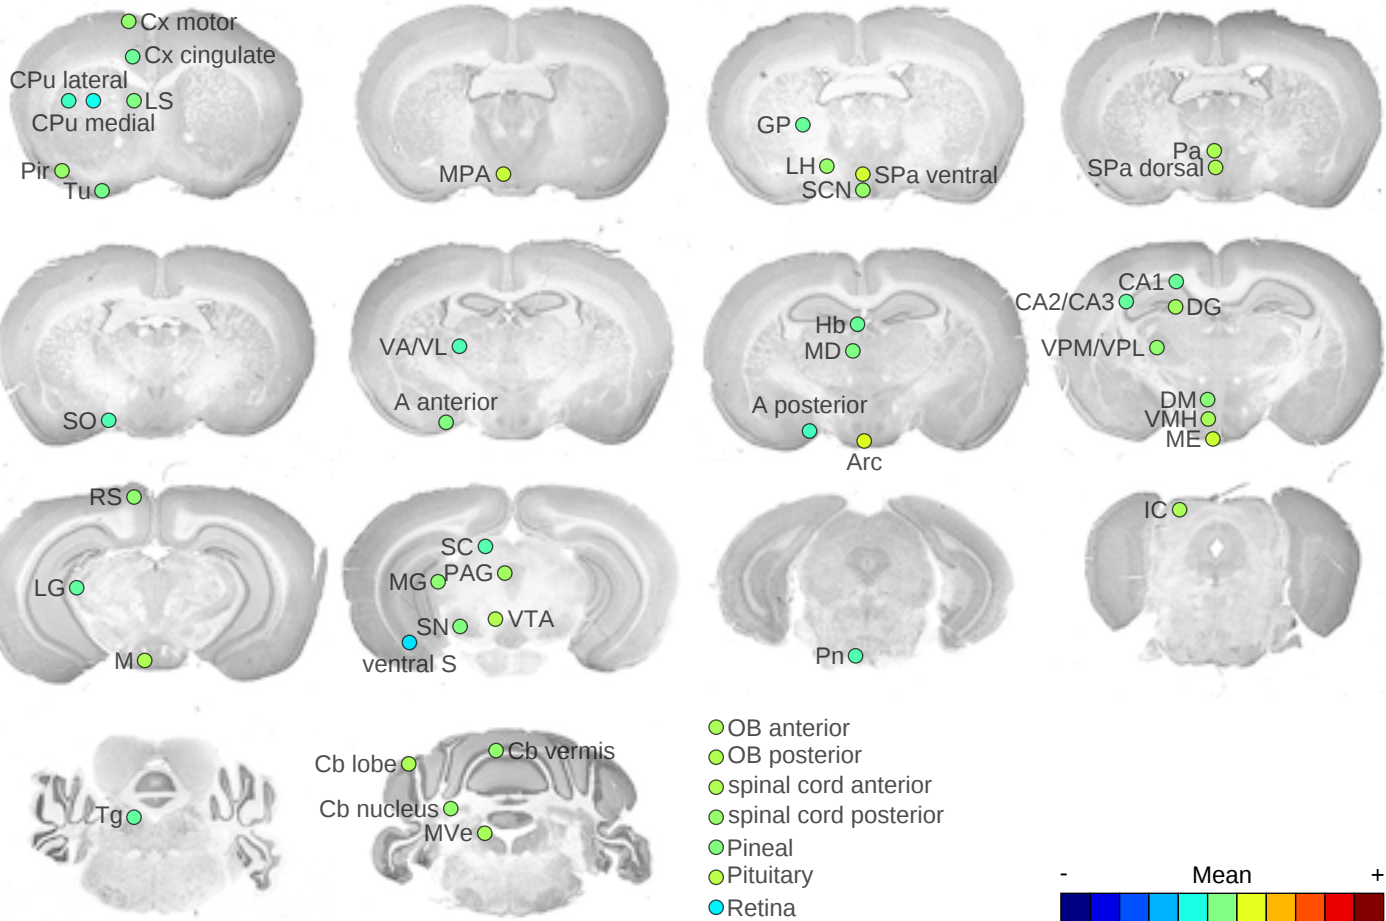 Cx motor
Cx cingulate
CPu lateral
LS
CPu medial
Pir
Tu
MPA
GP
LH
SPa ventral
SCN
Pa
SPa dorsal
SO
VA/VL
A anterior
Hb
MD
A posterior
Arc
CA1
CA2/CA3
DG
VPM/VPL
DM
VMH
ME
RS
LG
M
SC
MG
PAG
SN
VTA
ventral S
Pn
IC
Tg
Cb lobe
Cb vermis
Cb nucleus
MVe
OB anterior
OB posterior
spinal cord anterior
spinal cord posterior
Pineal
Pituitary
Retina
- Mean +